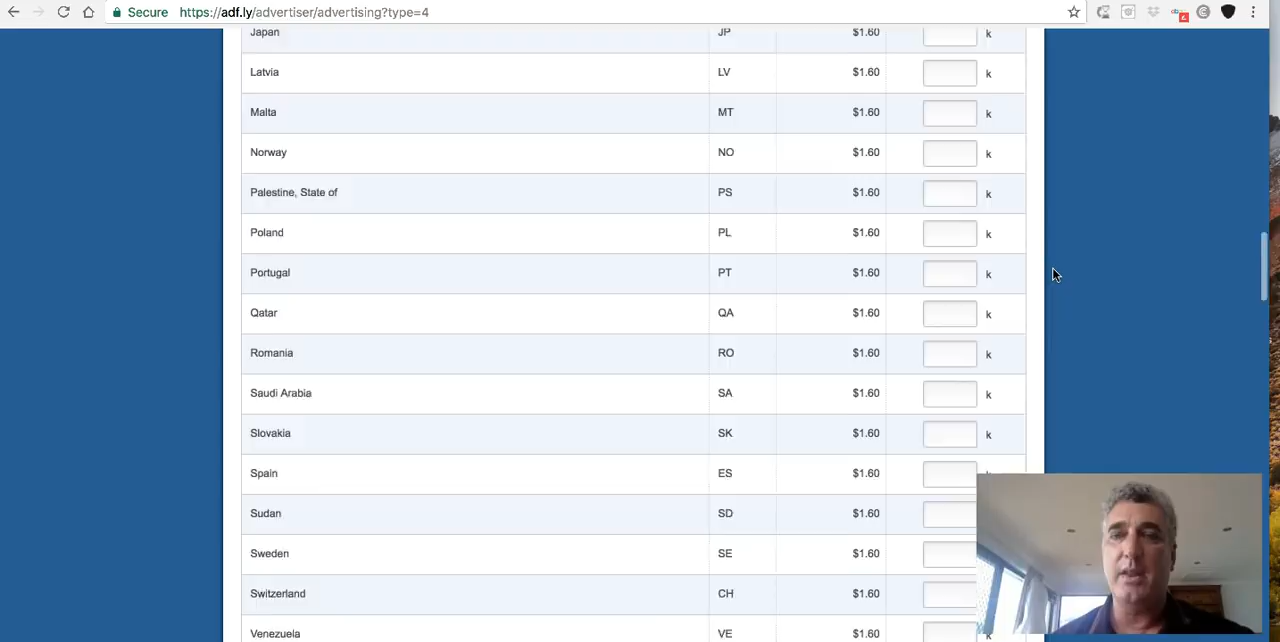 Secure https://adf.ly/advertiser/advertising?type=4
Japan JP $1.60 k
Latvia LV $1.60 k
Malta MT $1.60 k
Norway NO $1.60 k
Palestine, State of PS $1.60 k
Poland PL $1.60 k
Portugal PT $1.60 k
Qatar QA $1.60 k
Romania RO $1.60 k
Saudi Arabia SA $1.60 k
Slovakia SK $1.60 k
Spain ES $1.60
Sudan SD $1.60
Sweden SE $1.60
Switzerland CH $1.60
Venezuela VE $1.60